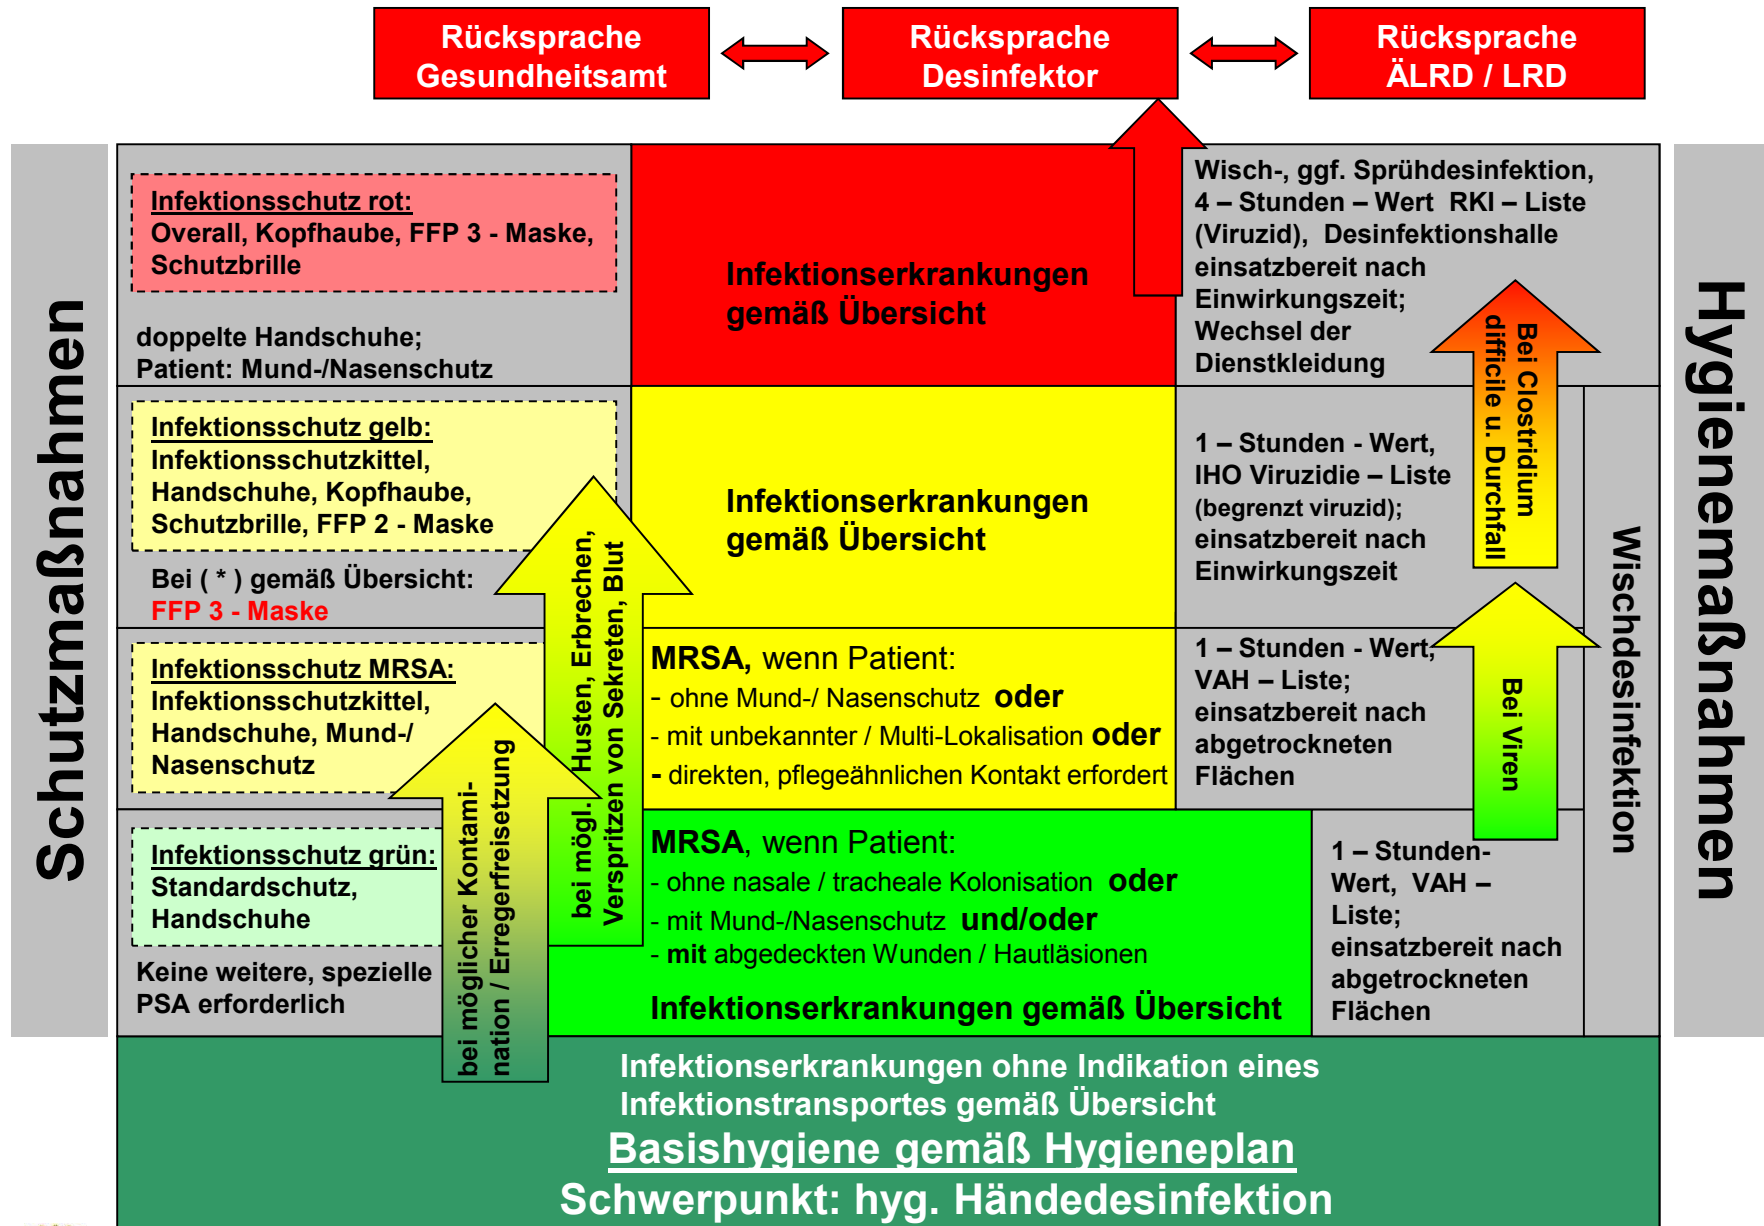 Rücksprache
Gesundheitsamt
Rücksprache
Desinfektor
Rücksprache
ÄLRD / LRD
Schutzmaßnahmen
Infektionsschutz rot:
Overall, Kopfhaube, FFP 3 - Maske,
Schutzbrille
doppelte Handschuhe;
Patient: Mund-/Nasenschutz
Infektionserkrankungen
gemäß Übersicht
Wisch-, ggf. Sprühdesinfektion,
4 – Stunden – Wert RKI – Liste
(Viruzid), Desinfektionshalle
einsatzbereit nach
Einwirkungszeit;
Wechsel der
Dienstkleidung
Bei Clostridium
difficile u. Durchfall
Hygienemaßnahmen
Infektionsschutz gelb:
Infektionsschutzkittel,
Handschuhe, Kopfhaube,
Schutzbrille, FFP 2 - Maske
Bei ( * ) gemäß Übersicht:
FFP 3 - Maske
bei mögl. Husten, Erbrechen,
Verspritzen von Sekreten, Blut
Infektionserkrankungen
gemäß Übersicht
1 – Stunden - Wert,
IHO Viruzidie – Liste
(begrenzt viruzid);
einsatzbereit nach
Einwirkungszeit
Wischdesinfektion
Infektionsschutz MRSA:
Infektionsschutzkittel,
Handschuhe, Mund-/
Nasenschutz
bei möglicher Kontami-
nation / Erregerfreisetzung
MRSA, wenn Patient:
- ohne Mund-/ Nasenschutz oder
- mit unbekannter / Multi-Lokalisation oder
- direkten, pflegeähnlichen Kontakt erfordert
1 – Stunden - Wert,
VAH – Liste;
einsatzbereit nach
abgetrockneten
Flächen
Bei Viren
Infektionsschutz grün:
Standardschutz,
Handschuhe
Keine weitere, spezielle
PSA erforderlich
MRSA, wenn Patient:
- ohne nasale / tracheale Kolonisation oder
- mit Mund-/Nasenschutz und/oder
- mit abgedeckten Wunden / Hautläsionen
Infektionserkrankungen gemäß Übersicht
1 – Stunden-
Wert, VAH –
Liste;
einsatzbereit nach
abgetrockneten
Flächen
Infektionserkrankungen ohne Indikation eines
Infektionstransportes gemäß Übersicht
Basishygiene gemäß Hygieneplan
Schwerpunkt: hyg. Händedesinfektion